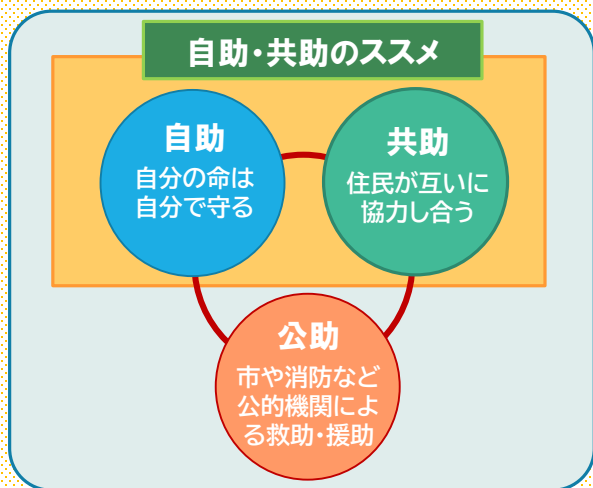 自助・共助のススメ
自助
自分の命は
自分で守る
共助
住民が互いに
協力し合う
公助
市や消防など
公的機関によ
る救助・援助